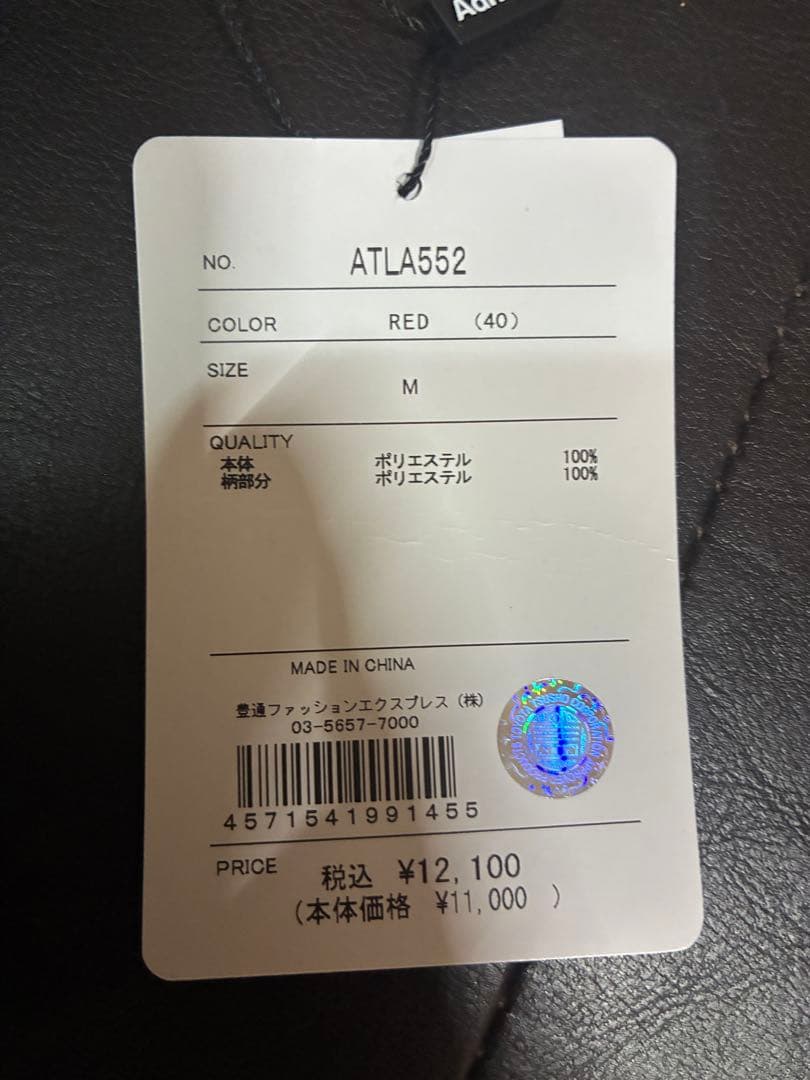 NO. ATLA552
COLOR RED (40)
SIZE M
QUALITY
本体 ポリエステル 100%
柄部分 ポリエステル 100%
MADE IN CHINA
豊通ファッションエクスプレス(株)
03-5657-7000
4571541991455
PRICE 税込 ¥12,100
(本体価格 ¥11,000 )